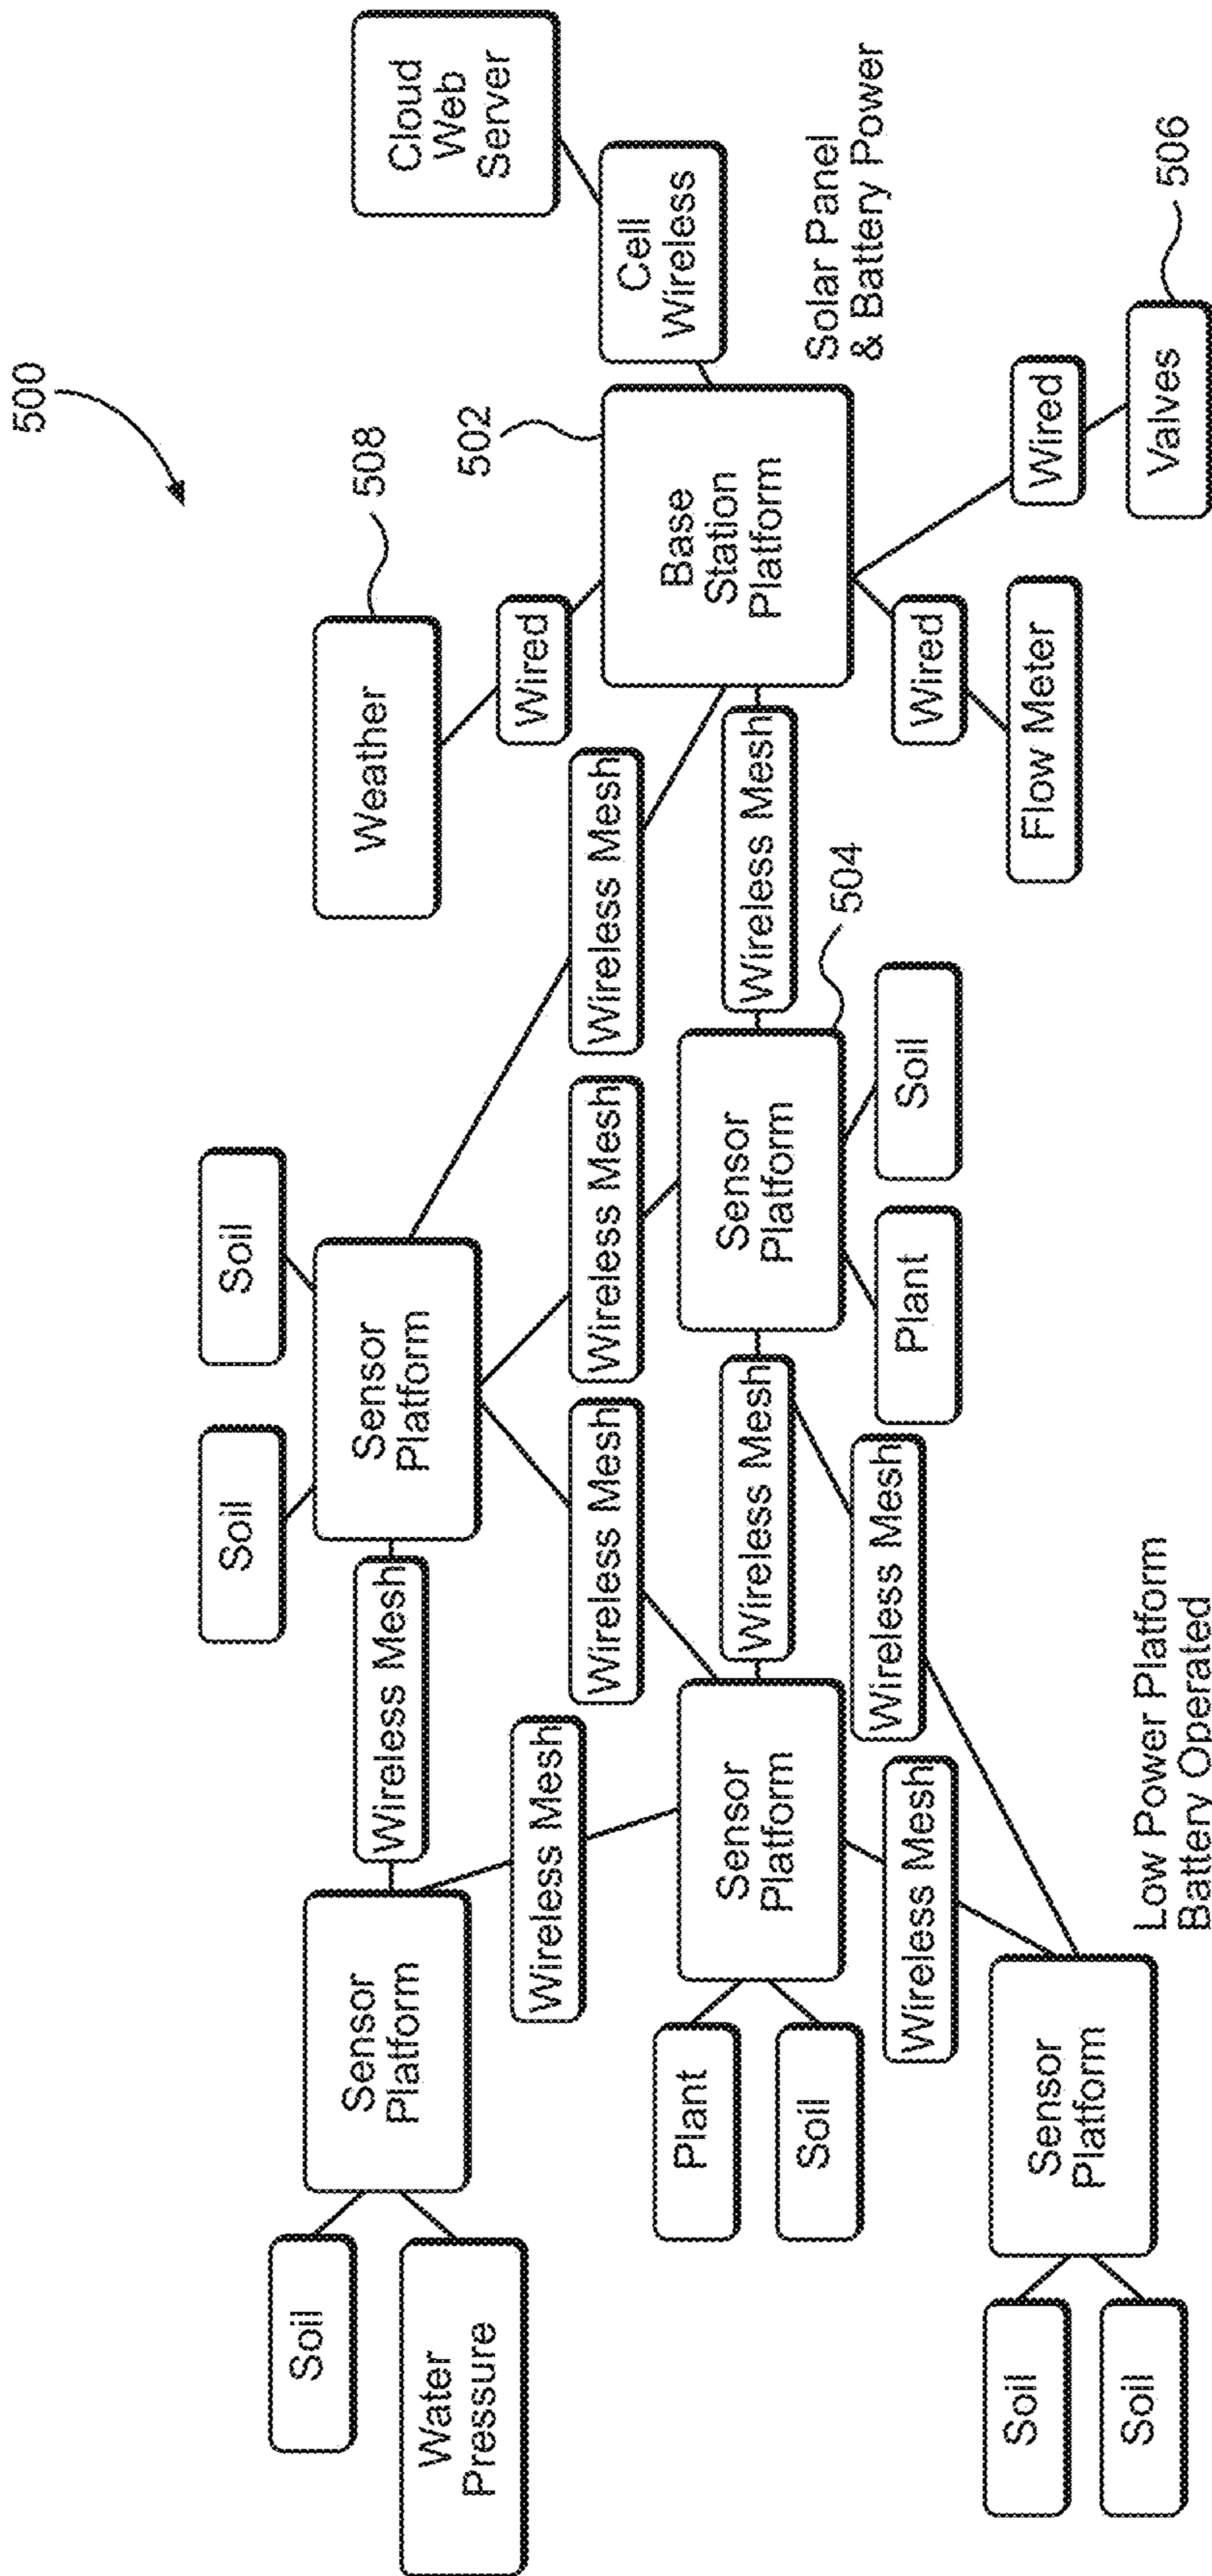 500
Soil
Soil
Soil
Water
Pressure
Sensor
Platform
Wireless Mesh
Sensor
Platform
Weather
508
Cloud
Web
Server
Wireless Mesh
Wireless Mesh
Wireless Mesh
Wireless Mesh
Wired
502
Cell
Wireless
Plant
Soil
Sensor
Platform
Wireless Mesh
Sensor
Platform
Wireless Mesh
Base
Station
Platform
504
Solar Panel
& Battery Power
Wireless Mesh
Wireless Mesh
Plant
Soil
Wired
Wired
Soil
Soil
Sensor
Platform
Flow Meter
Valves
506
Low Power Platform
Battery Operated